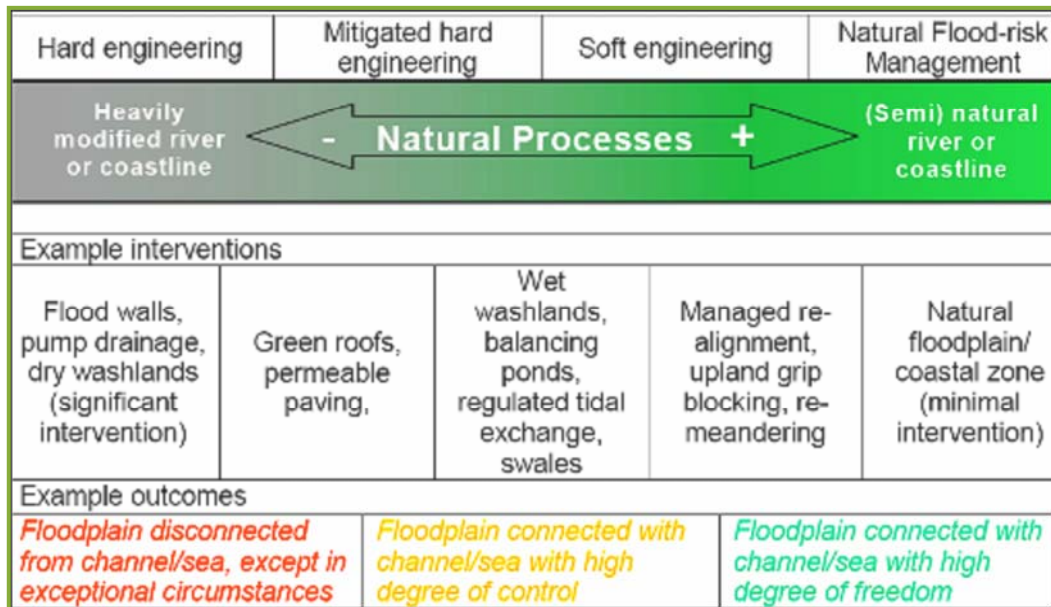 Hard engineering
Mitigated hard
engineering
Soft engineering
Natural Flood-risk
Management
Heavily
modified river
or coastline
- Natural Processes +
(Semi) natural
river or
coastline
Example interventions
Flood walls,
pump drainage,
dry washlands
(significant
intervention)
Green roofs,
permeable
paving,
Wet
washlands,
balancing
ponds,
regulated tidal
exchange,
swales
Managed re-
alignment,
upland grip
blocking, re-
meandering
Natural
floodplain/
coastal zone
(minimal
intervention)
Example outcomes
Floodplain disconnected
from channel/sea, except in
exceptional circumstances
Floodplain connected with
channel/sea with high
degree of control
Floodplain connected with
channel/sea with high
degree of freedom